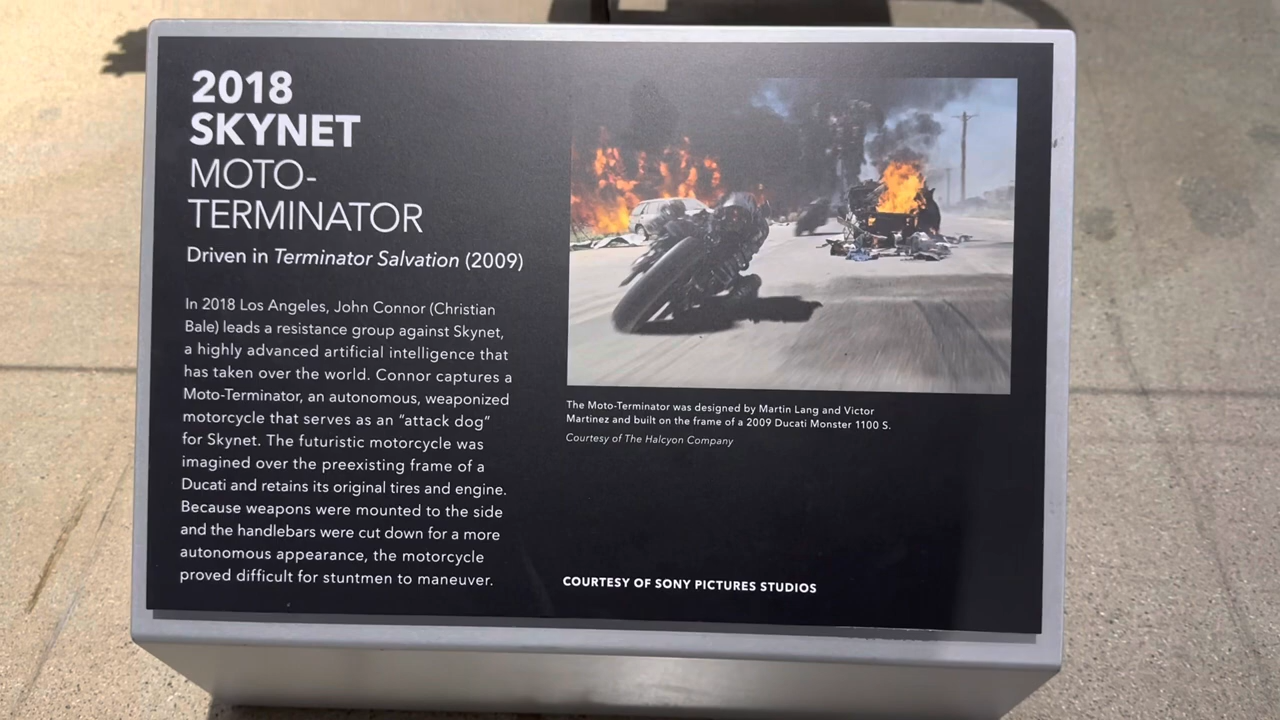 2018
SKYNET
MOTO-
TERMINATOR
Driven in Terminator Salvation (2009)
In 2018 Los Angeles, John Connor (Christian
Bale) leads a resistance group against Skynet,
a highly advanced artificial intelligence that
has taken over the world. Connor captures a
Moto-Terminator, an autonomous, weaponized
motorcycle that serves as an “attack dog”
for Skynet. The futuristic motorcycle was
imagined over the preexisting frame of a
Ducati and retains its original tires and engine.
Because weapons were mounted to the side
and the handlebars were cut down for a more
autonomous appearance, the motorcycle
proved difficult for stuntmen to maneuver.
The Moto-Terminator was designed by Martin Lang and Victor
Martinez and built on the frame of a 2009 Ducati Monster 1100 S.
Courtesy of The Halcyon Company
COURTESY OF SONY PICTURES STUDIOS